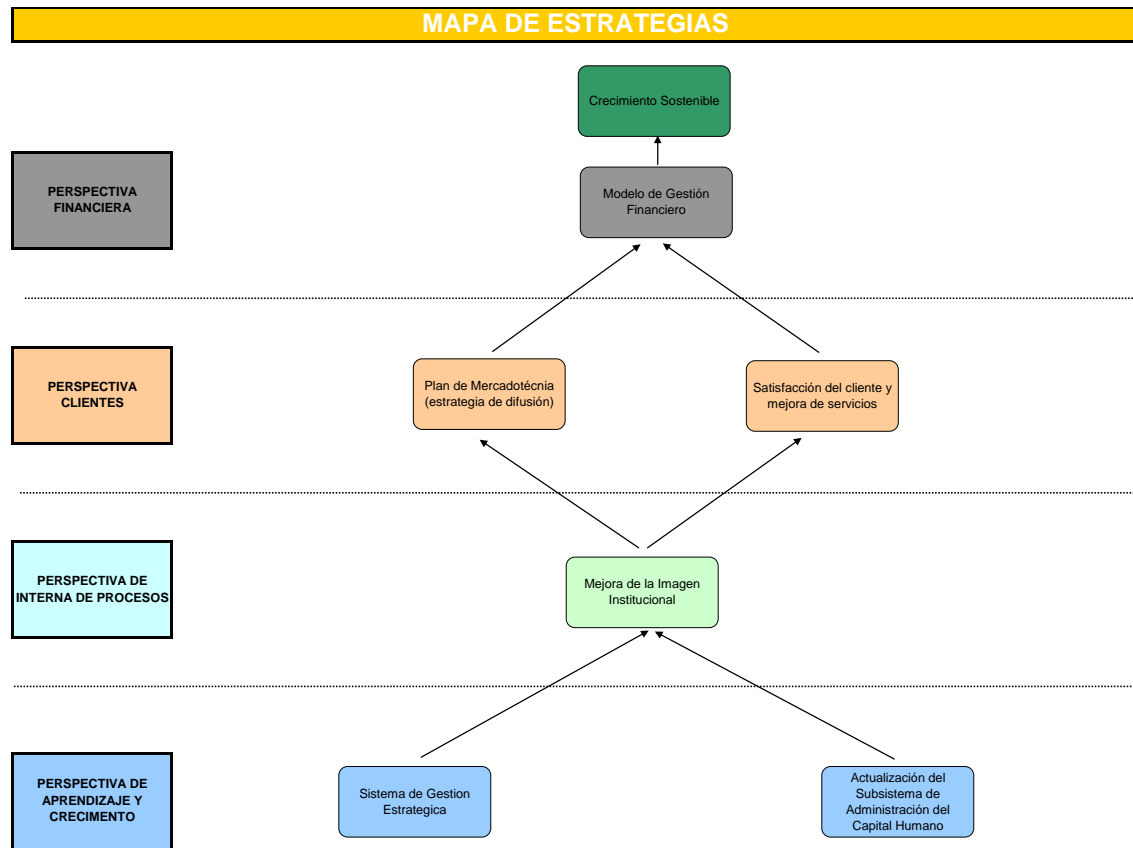 MAPA DE ESTRATEGIAS
Crecimiento Sostenible
PERSPECTIVA
FINANCIERA
Modelo de Gestión
Financiero
PERSPECTIVA
CLIENTES
Plan de Mercadotécnia
(estrategia de difusión)
Satisfacción del cliente y
mejora de servicios
PERSPECTIVA DE
INTERNA DE PROCESOS
Mejora de la Imagen
Institucional
PERSPECTIVA DE
APRENDIZAJE Y
CRECIMENTO
Sistema de Gestion
Estrategica
Actualización del
Subsistema de
Administración del
Capital Humano